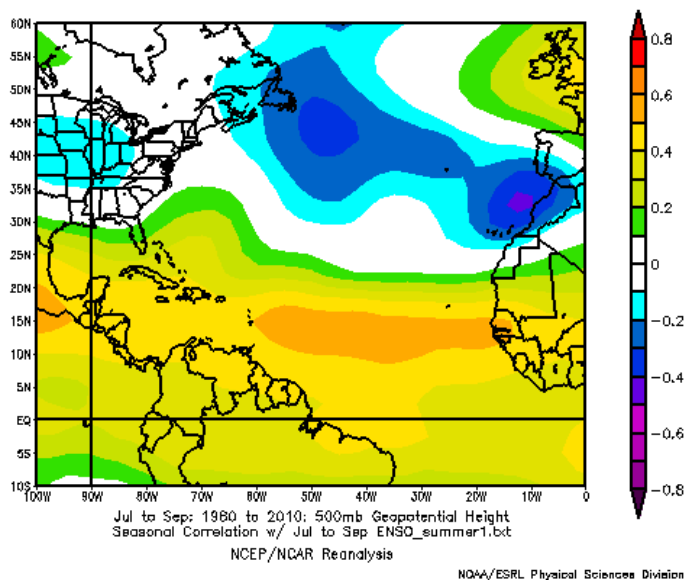 60N
55N
50N
45N
40N
35N
30N
25N
20N
15N
10N
5N
EQ
5S
10S
100W 90W 80W 70W 60W 50W 40W 30W 20W 10W 0
0.8
0.6
0.4
0.2
0
-0.2
-0.4
-0.6
-0.8
Jul to Sep: 1960 to 2010: 500mb Geopotential Height
Seasonal Correlation w/ Jul to Sep ENSO_summer1.txt
NCEP/NCAR Reanalysis
NOAA/ESRL Physical Sciences Division